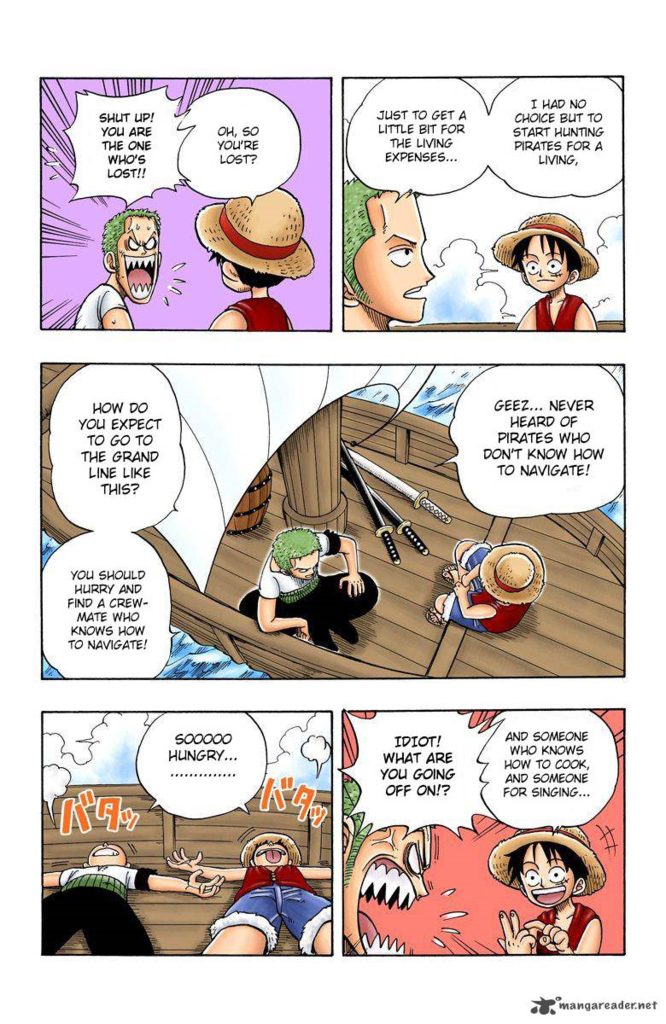 I HAD NO
CHOICE BUT TO
START HUNTING
PIRATES FOR A
LIVING,
JUST TO GET A
LITTLE BIT FOR
THE LIVING
EXPENSES...
OH, SO
YOU'RE
LOST?
SHUT UP!
YOU ARE
THE ONE
WHO'S
LOST!!
GEEZ... NEVER
HEARD OF
PIRATES WHO
DON'T KNOW HOW
TO NAVIGATE!
HOW DO
YOU EXPECT
TO GO TO
THE GRAND
LINE LIKE
THIS?
YOU SHOULD
HURRY AND
FIND A CREW-
MATE WHO
KNOWS HOW
TO NAVIGATE!
AND SOMEONE
WHO KNOWS
HOW TO COOK,
AND SOMEONE
FOR SINGING...
IDIOT!
WHAT ARE
YOU GOING
OFF ON!?
SOOOOO
HUNGRY...
..............
バタッ
バタッ
mangareader.net